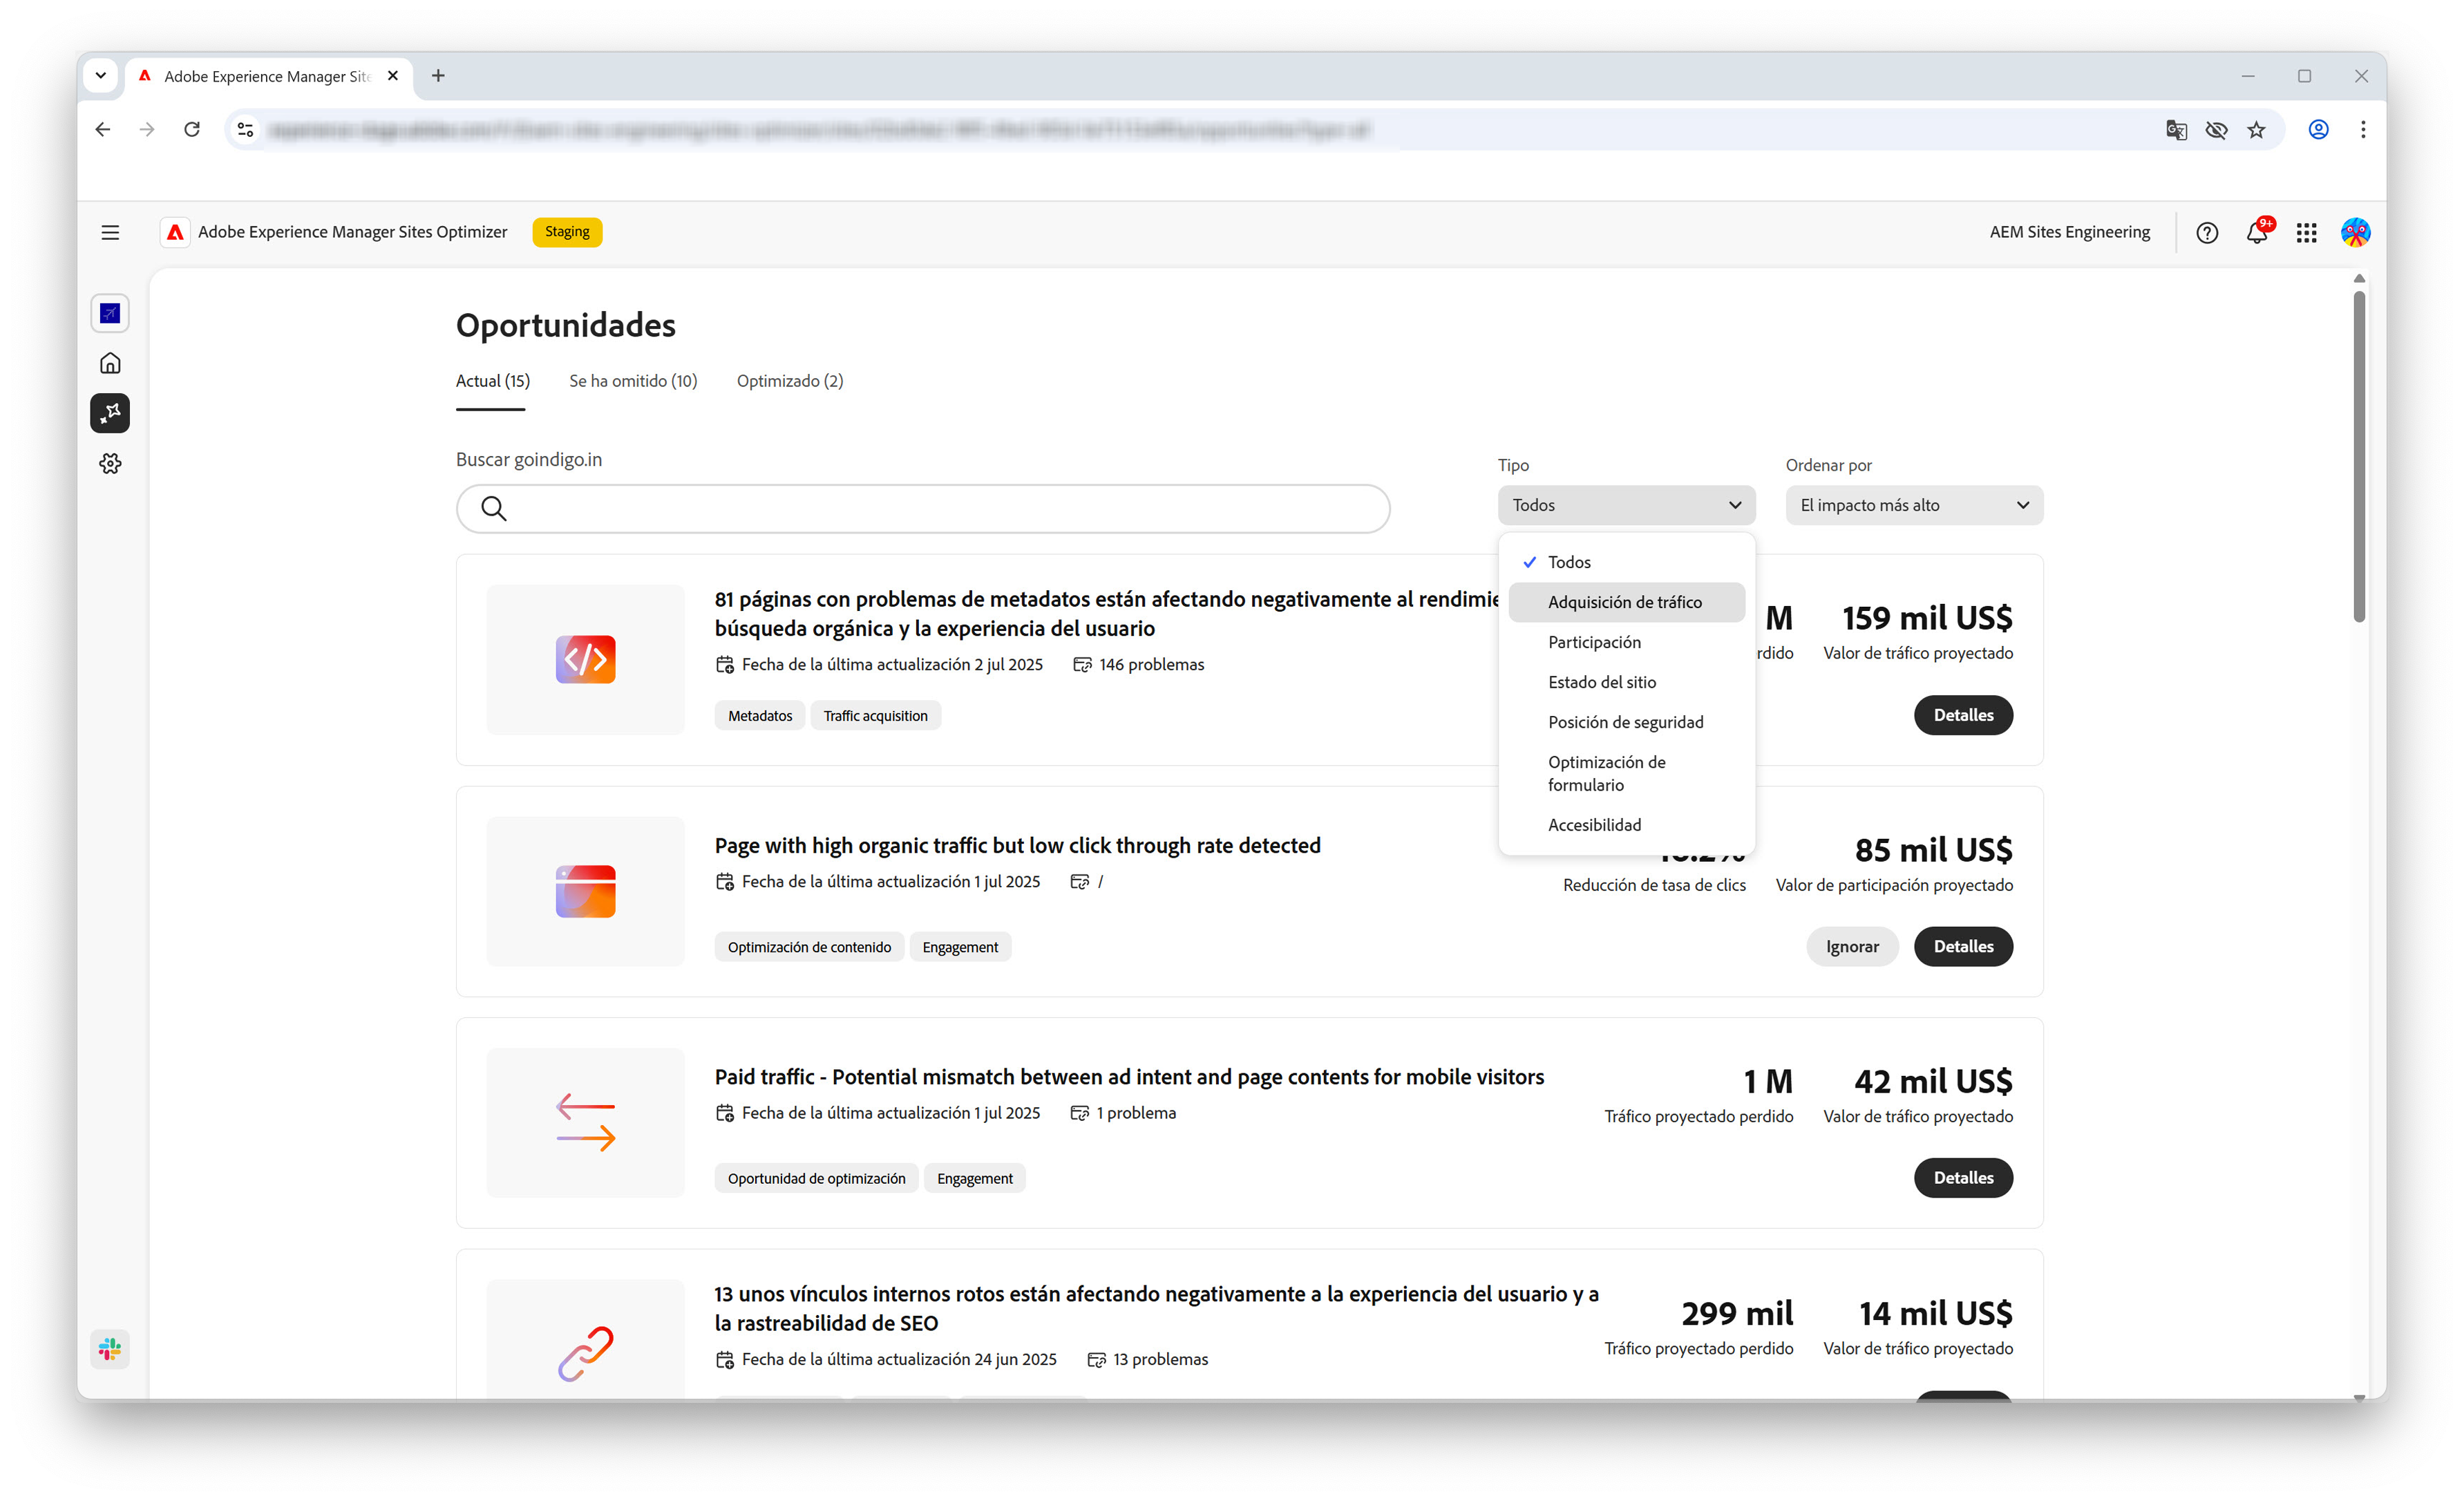 Adobe Experience Manager Site
Adobe Experience Manager Sites Optimizer
Staging
AEM Sites Engineering
9+
Oportunidades
Actual (15)
Se ha omitido (10)
Optimizado (2)
Buscar goindigo.in
Tipo
Ordenar por
Todos
El impacto más alto
Todos
Adquisición de tráfico
Participación
Estado del sitio
Posición de seguridad
Optimización de
formulario
Accesibilidad
81 páginas con problemas de metadatos están afectando negativamente al
búsqueda orgánica y la experiencia del usuario
Fecha de la última actualización 2 jul 2025
146 problemas
Metadatos
Traffic acquisition
M
159 mil US$
Valor de tráfico proyectado
Detalles
Page with high organic traffic but low click through rate detected
Fecha de la última actualización 1 jul 2025
/
Optimización de contenido
Engagement
85 mil US$
Reducción de tasa de clics
Valor de participación proyectado
Ignorar
Detalles
Paid traffic - Potential mismatch between ad intent and page contents for mobile visitors
Fecha de la última actualización 1 jul 2025
1 problema
Oportunidad de optimización
Engagement
1 M
42 mil US$
Tráfico proyectado perdido
Valor de tráfico proyectado
Detalles
13 unos vínculos internos rotos están afectando negativamente a la experiencia del usuario y a
la rastreabilidad de SEO
Fecha de la última actualización 24 jun 2025
13 problemas
299 mil
14 mil US$
Tráfico proyectado perdido
Valor de tráfico proyectado